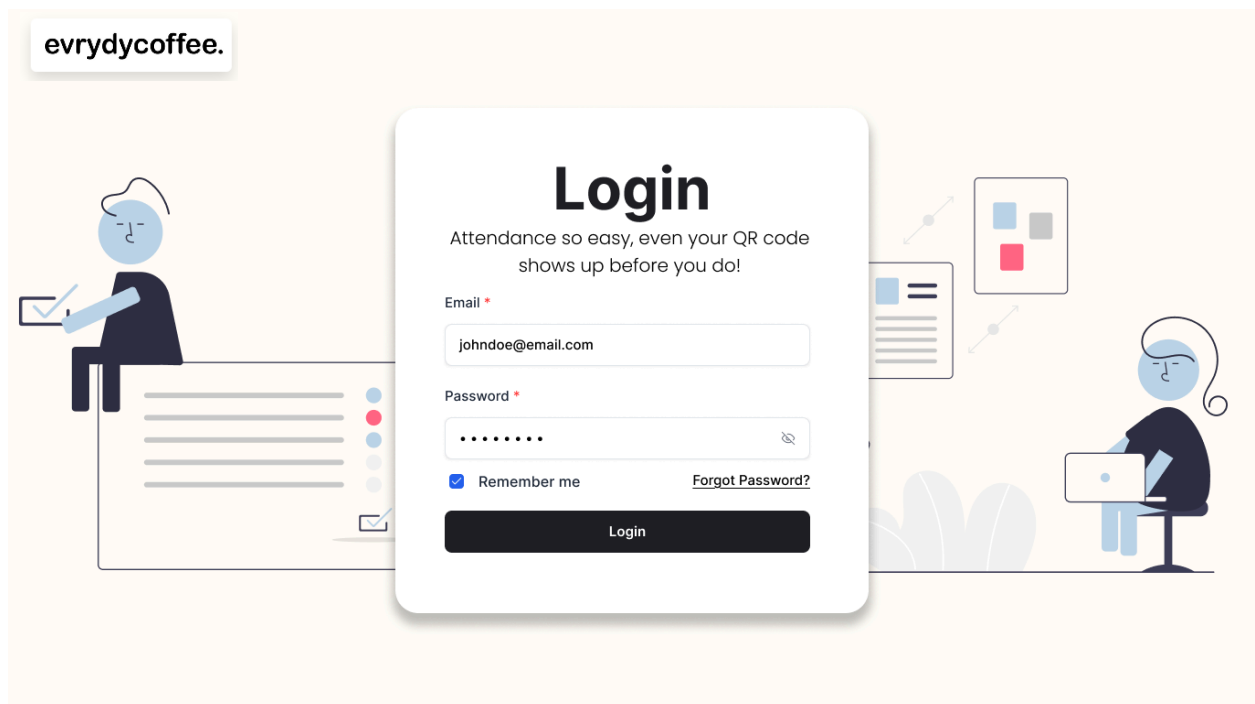 evrydycoffee.
Login
Attendance so easy, even your QR code
shows up before you do!
Email *
johndoe@email.com
Password *
••••••••
Remember me
Forgot Password?
Login